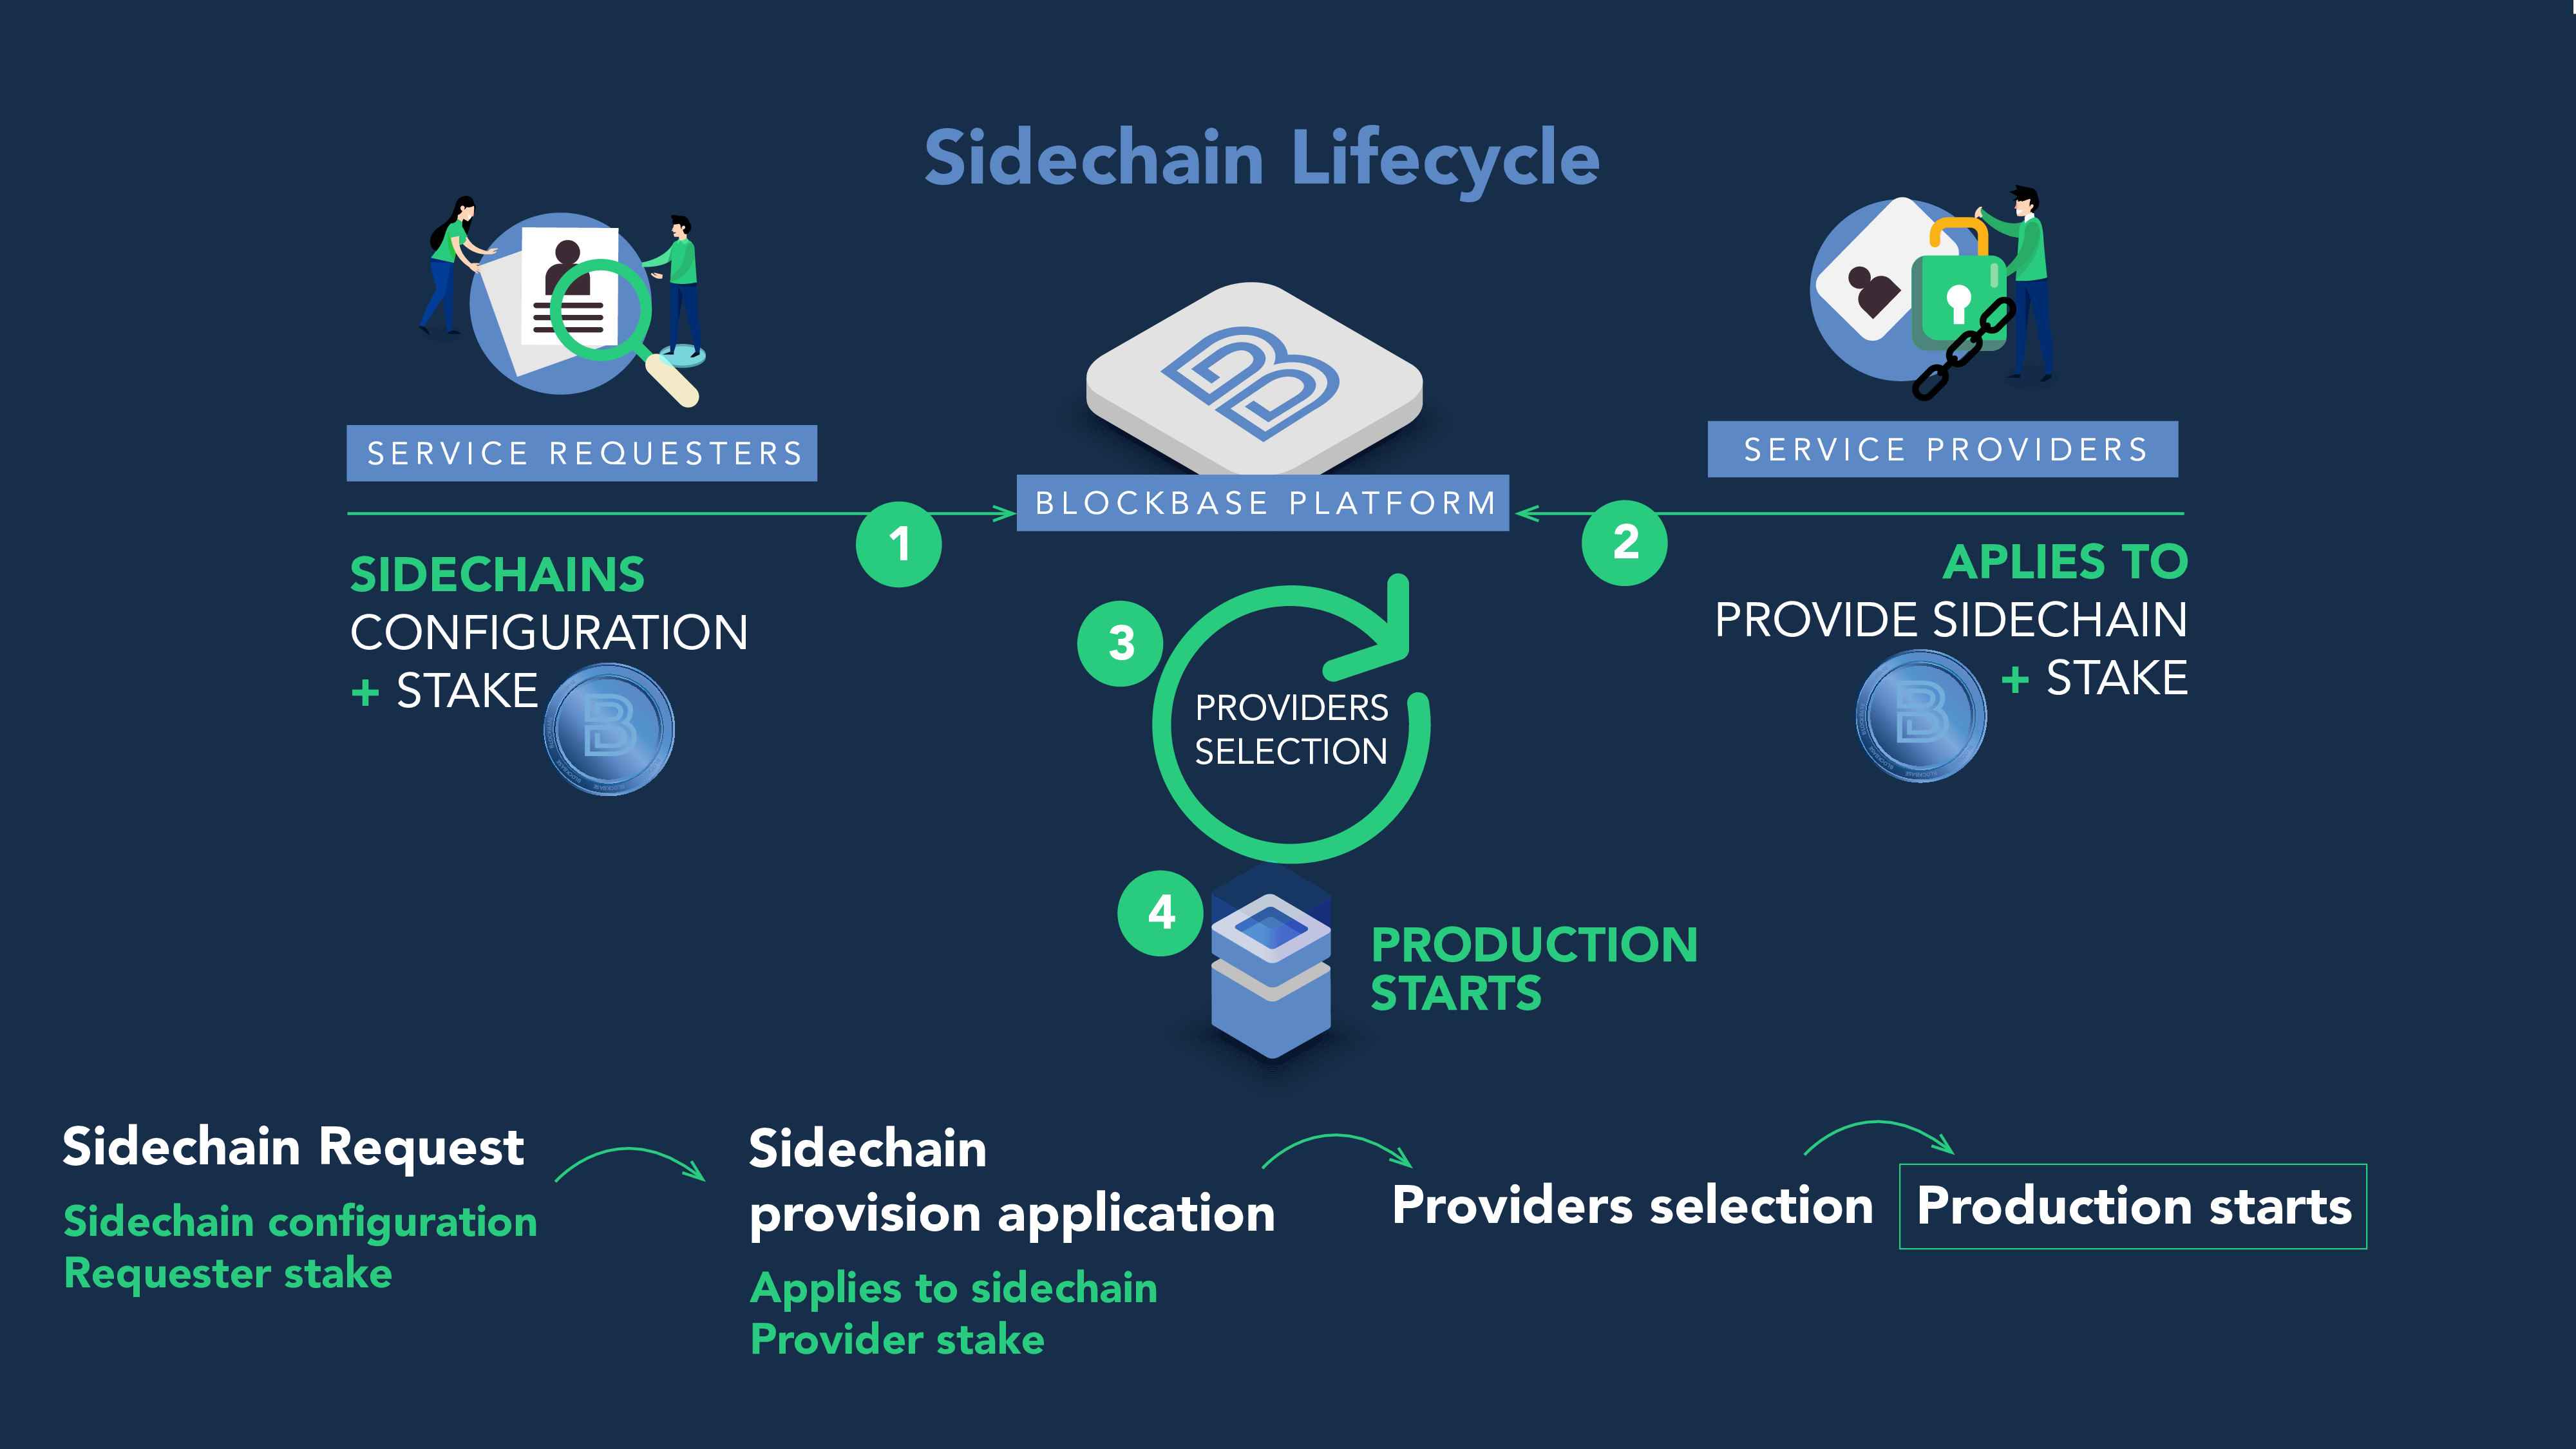 Sidechain Lifecycle
SERVICE REQUESTERS
SERVICE PROVIDERS
BLOCKBASE PLATFORM
1
2
SIDECHAINS
CONFIGURATION
+ STAKE
APLIES TO
PROVIDE SIDECHAIN
+ STAKE
3
PROVIDERS
SELECTION
4
PRODUCTION
STARTS
Sidechain Request
Sidechain configuration
Requester stake
Sidechain
provision application
Applies to sidechain
Provider stake
Providers selection
Production starts